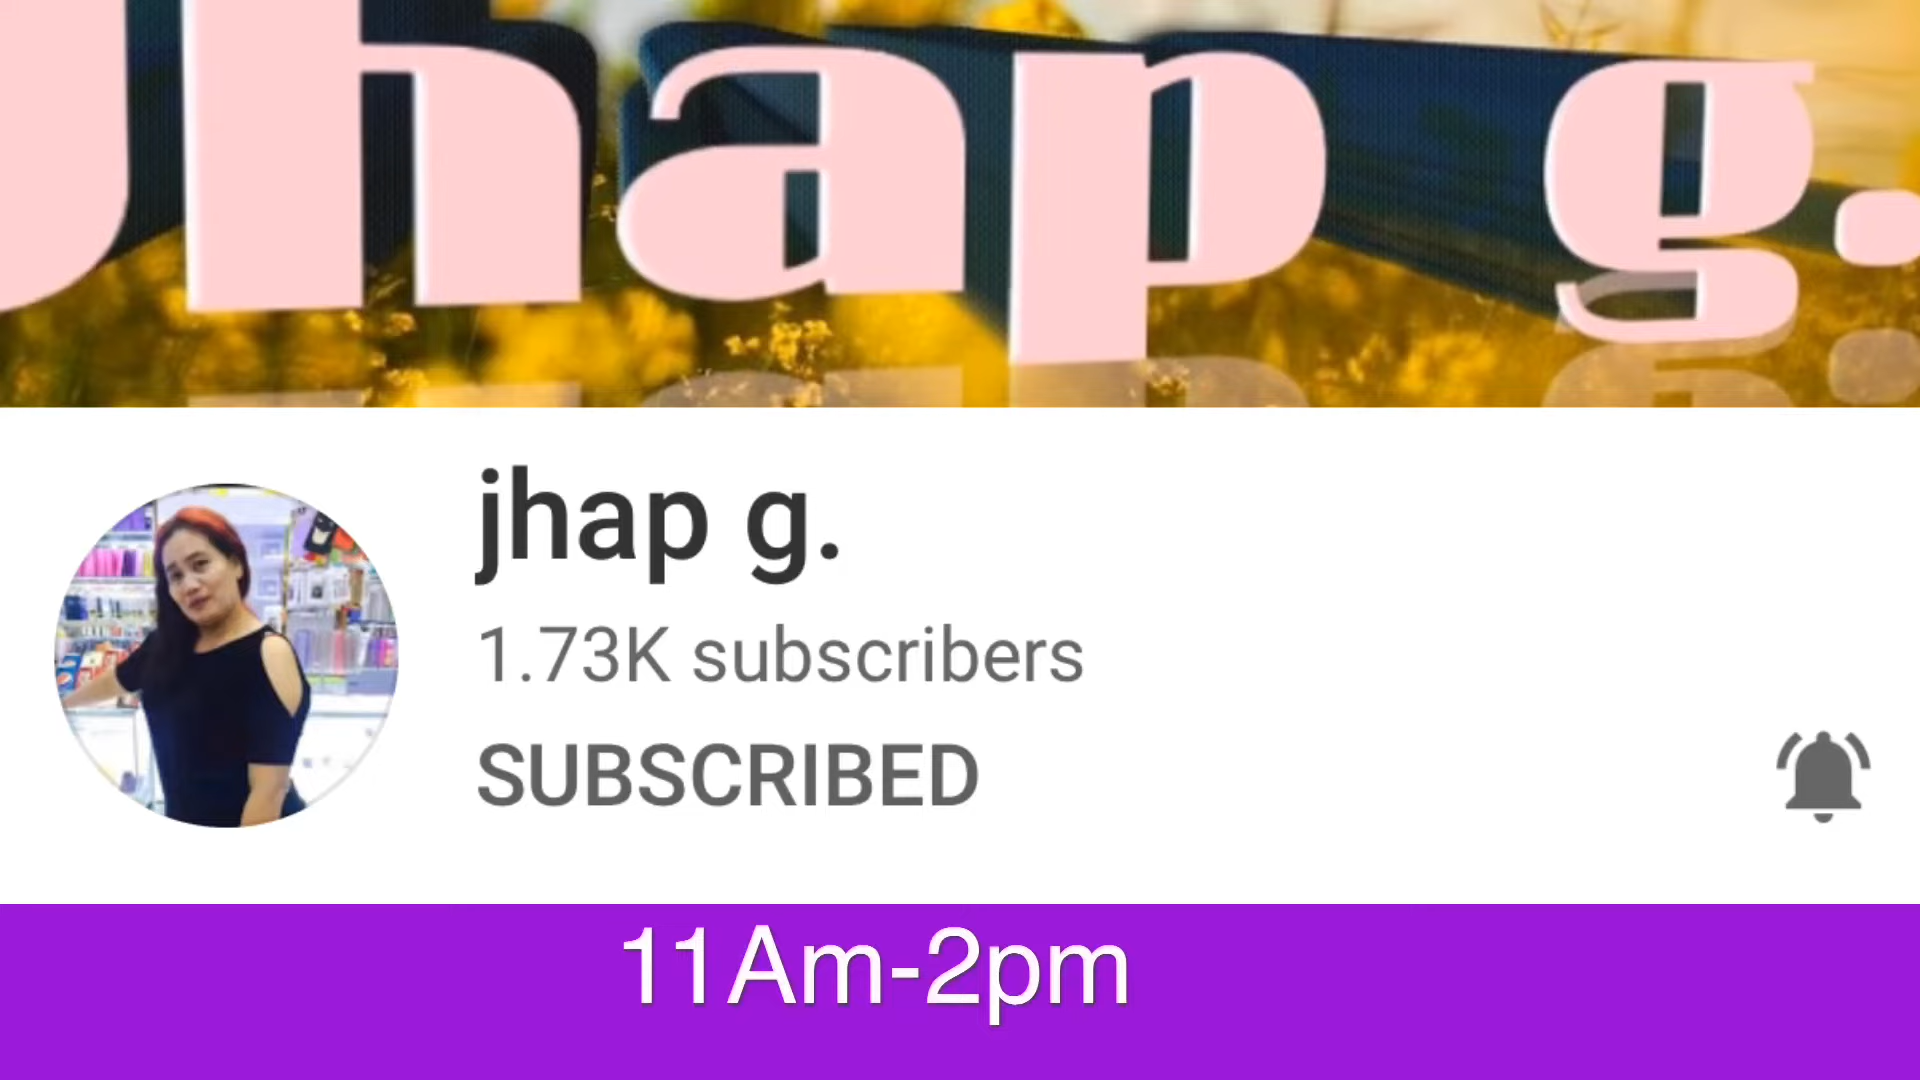 Jhap g.
jhap g.
1.73K subscribers
SUBSCRIBED
11Am-2pm